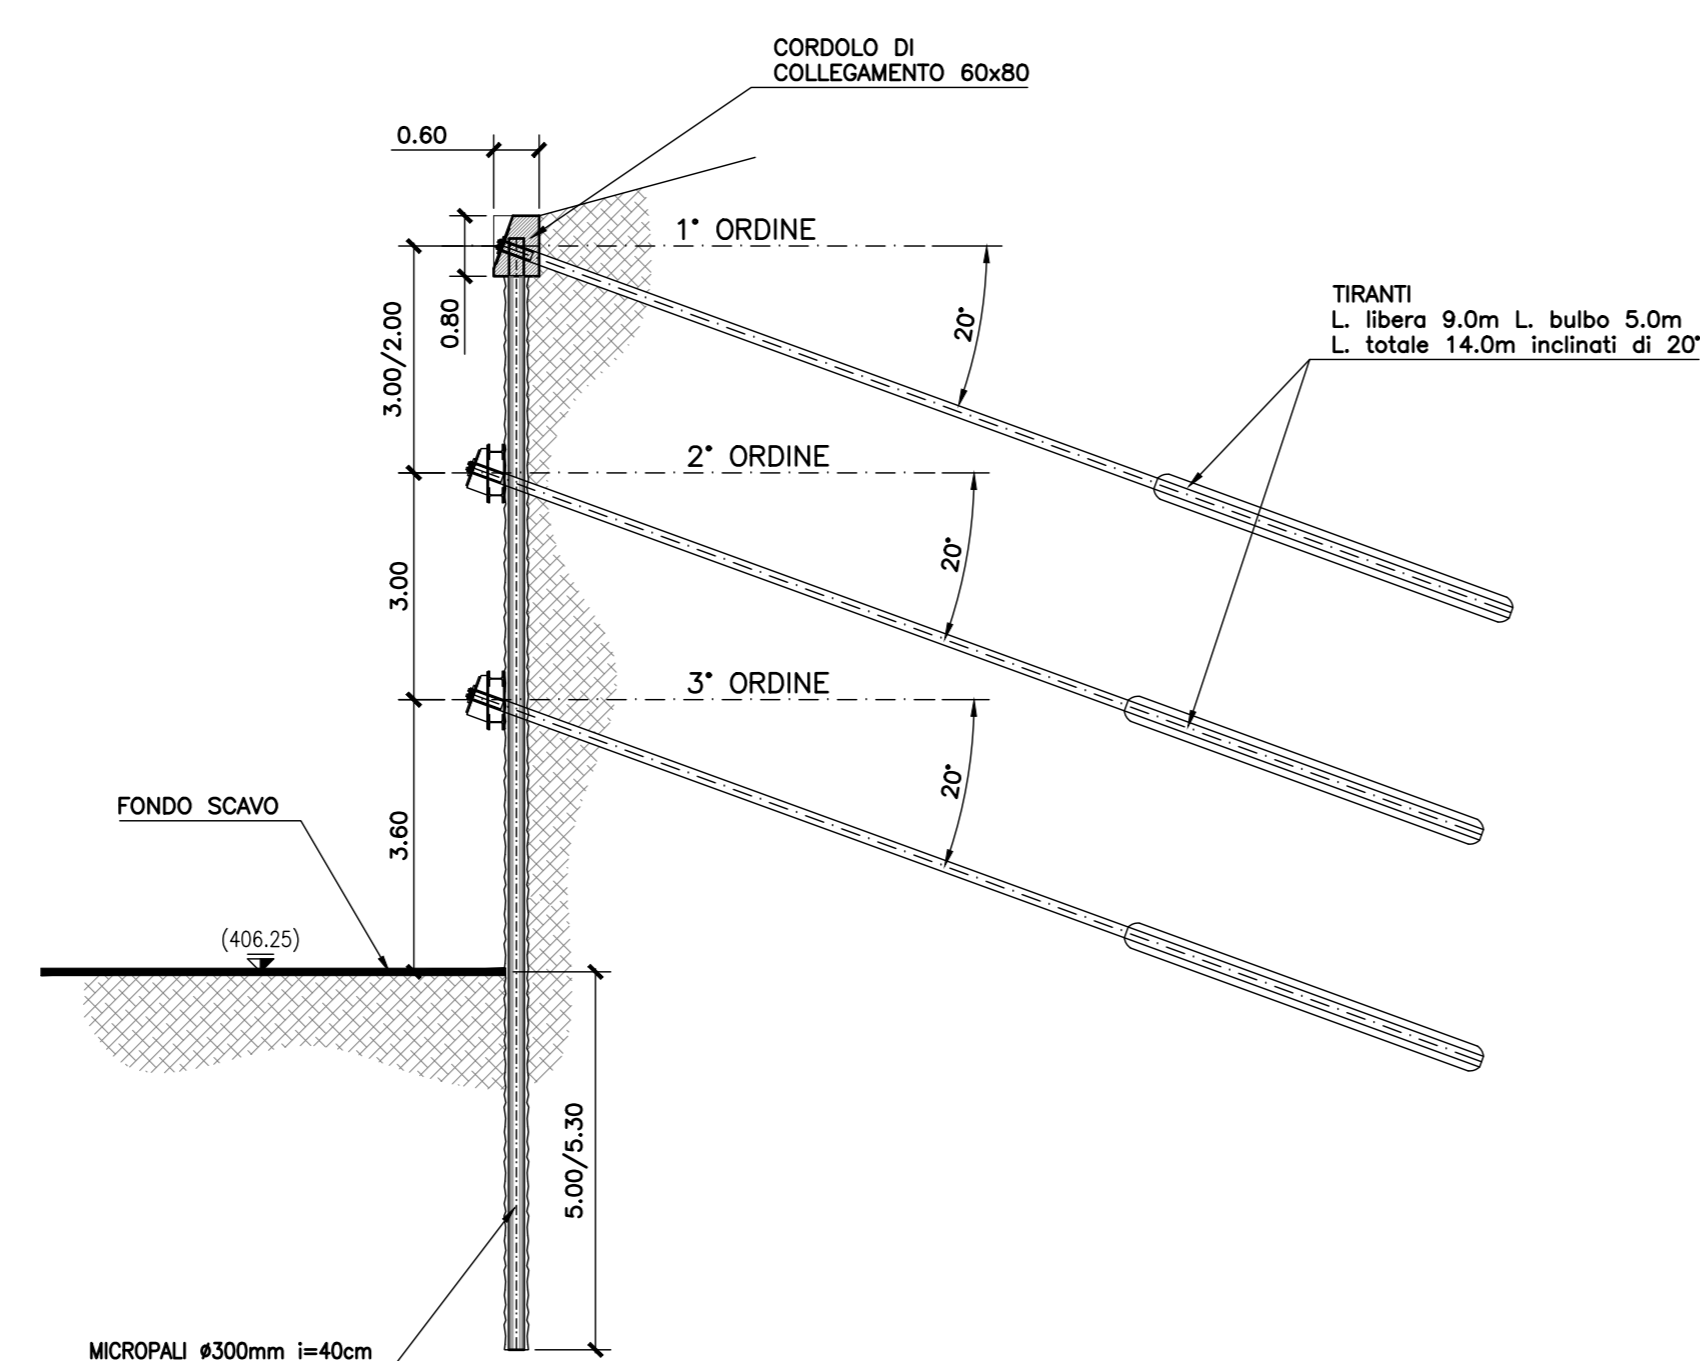 CORDOLO DI
COLLEGAMENTO 60x80
0.60
1° ORDINE
0.80
3.00/2.00
20°
TIRANTI
L. libera 9.0m L. bulbo 5.0m
L. totale 14.0m inclinati di 20°
2° ORDINE
3.00
20°
3° ORDINE
20°
FONDO SCAVO
3.60
(406.25)
5.00/5.30
MICROPALI ø300mm i=40cm